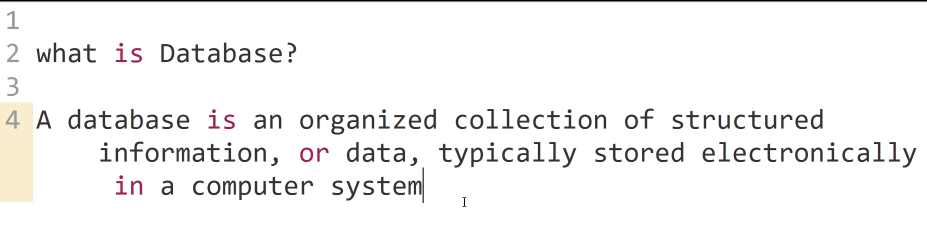 1
2 what is Database?
3
4 A database is an organized collection of structured
information, or data, typically stored electronically
in a computer system